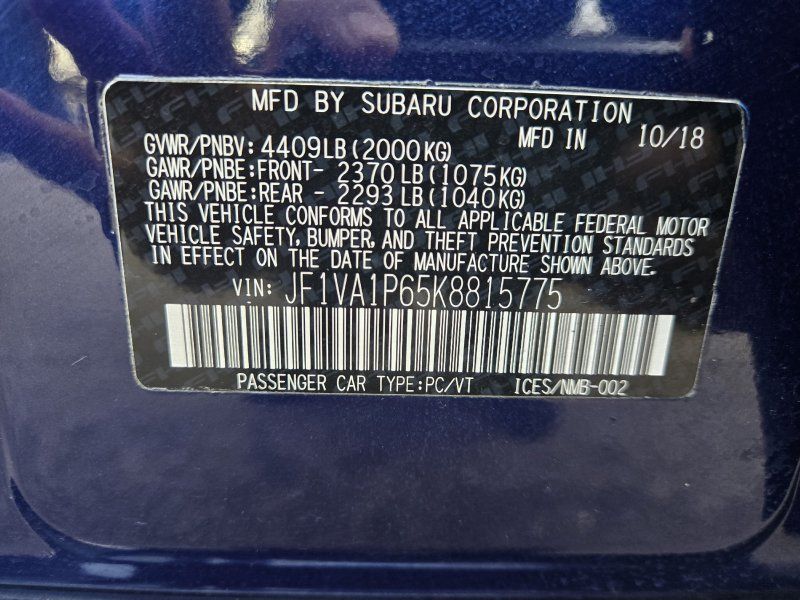 MFD BY SUBARU CORPORATION
MFD IN 10/18
GVWR/PNBV: 4409LB (2000KG)
GAWR/PNBE:FRONT- 2370 LB (1075KG)
GAWR/PNBE:REAR - 2293 LB (1040KG)
THIS VEHICLE CONFORMS TO ALL APPLICABLE FEDERAL MOTOR
VEHICLE SAFETY, BUMPER, AND THEFT PREVENTION STANDARDS
IN EFFECT ON THE DATE OF MANUFACTURE SHOWN ABOVE.
VIN: JF1VA1P65K8815775
PASSENGER CAR TYPE:PC/VT ICES/NMB-002